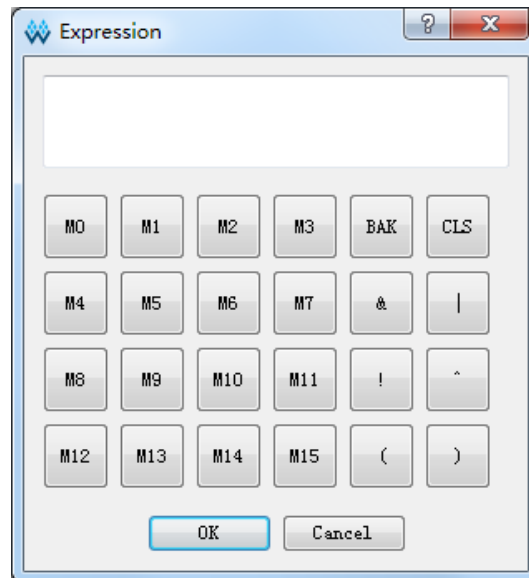 Expression ? X
M0 M1 M2 M3 BAK CLS
M4 M5 M6 M7 & |
M8 M9 M10 M11 ! ^
M12 M13 M14 M15 ( )
OK Cancel